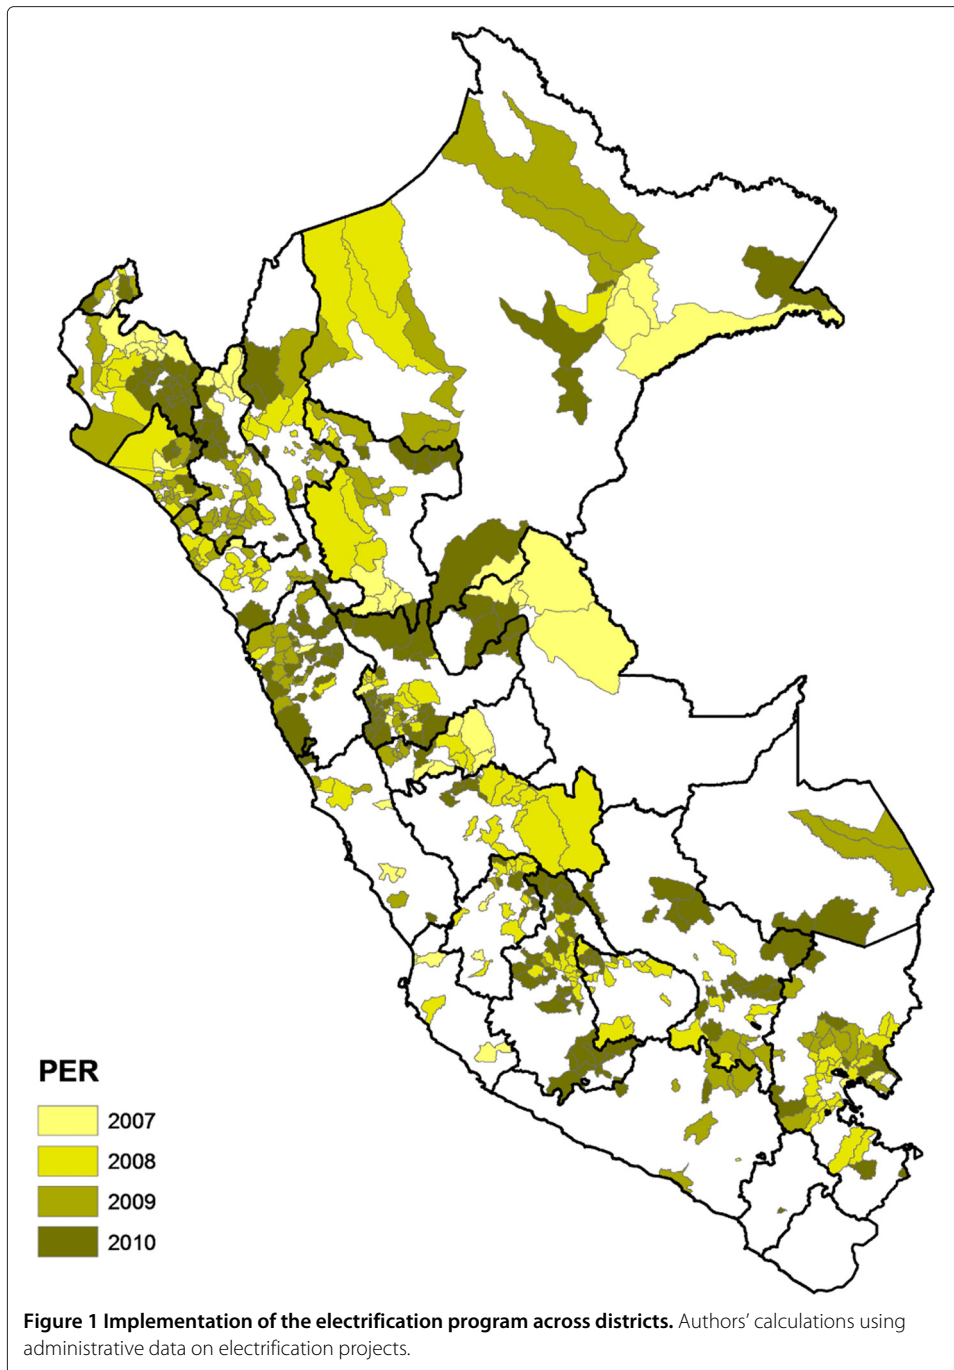 PER
2007
2008
2009
2010
Figure 1 Implementation of the electrification program across districts. Authors’ calculations using
administrative data on electrification projects.